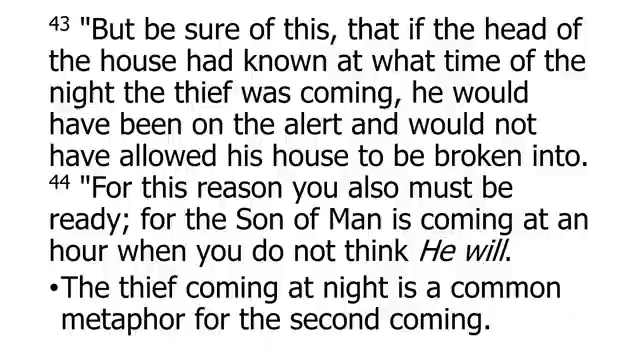 43 "But be sure of this, that if the head of
the house had known at what time of the
night the thief was coming, he would
have been on the alert and would not
have allowed his house to be broken into.
44 "For this reason you also must be
ready; for the Son of Man is coming at an
hour when you do not think He will.
•The thief coming at night is a common
metaphor for the second coming.